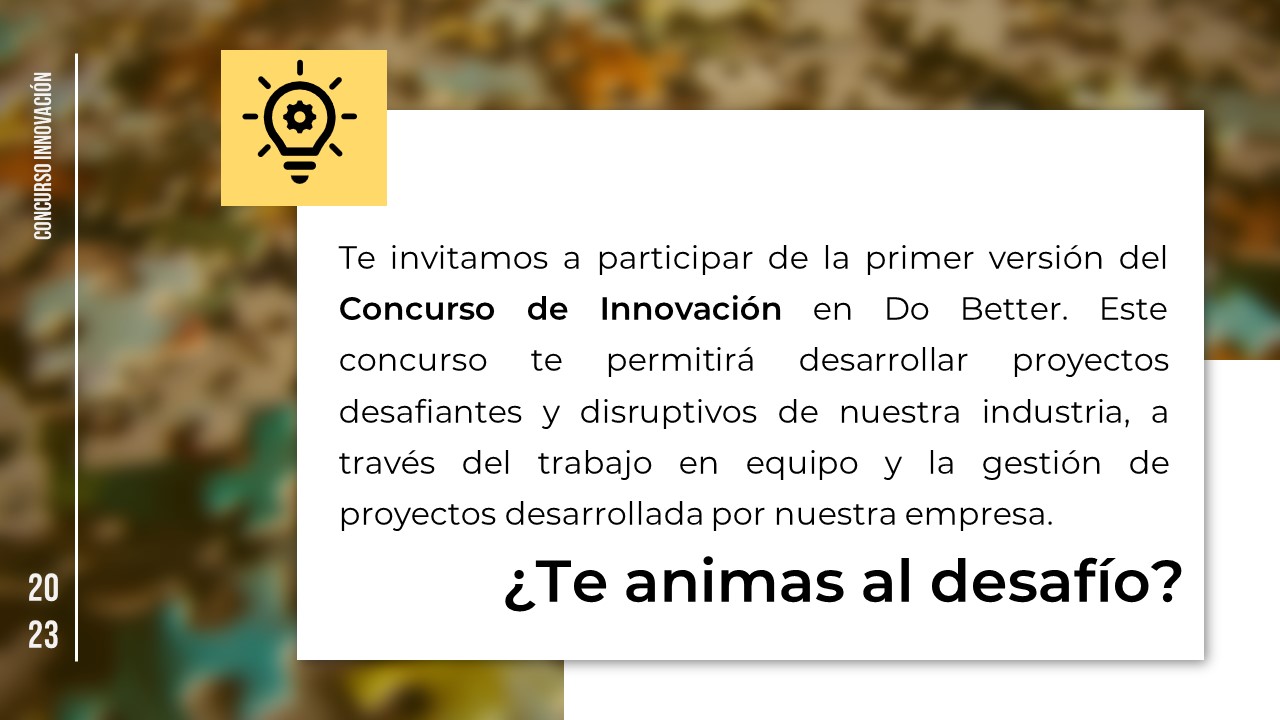 CONCURSO INNOVACIÓN
20
23
Te invitamos a participar de la primer versión del
Concurso de Innovación en Do Better. Este
concurso te permitirá desarrollar proyectos
desafiantes y disruptivos de nuestra industria, a
través del trabajo en equipo y la gestión de
proyectos desarrollada por nuestra empresa.
¿Te animas al desafío?